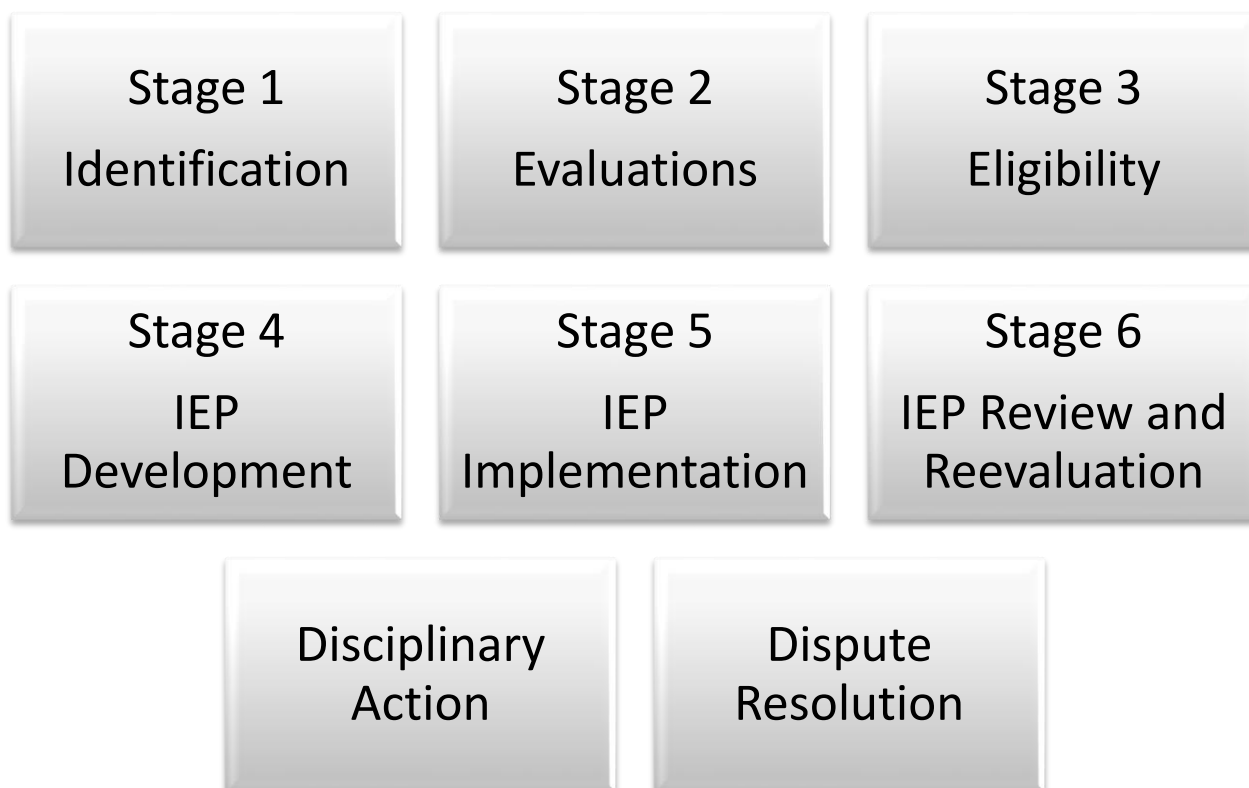 Stage 1
Identification
Stage 2
Evaluations
Stage 3
Eligibility
Stage 4
IEP
Development
Stage 5
IEP
Implementation
Stage 6
IEP Review and
Reevaluation
Disciplinary
Action
Dispute
Resolution